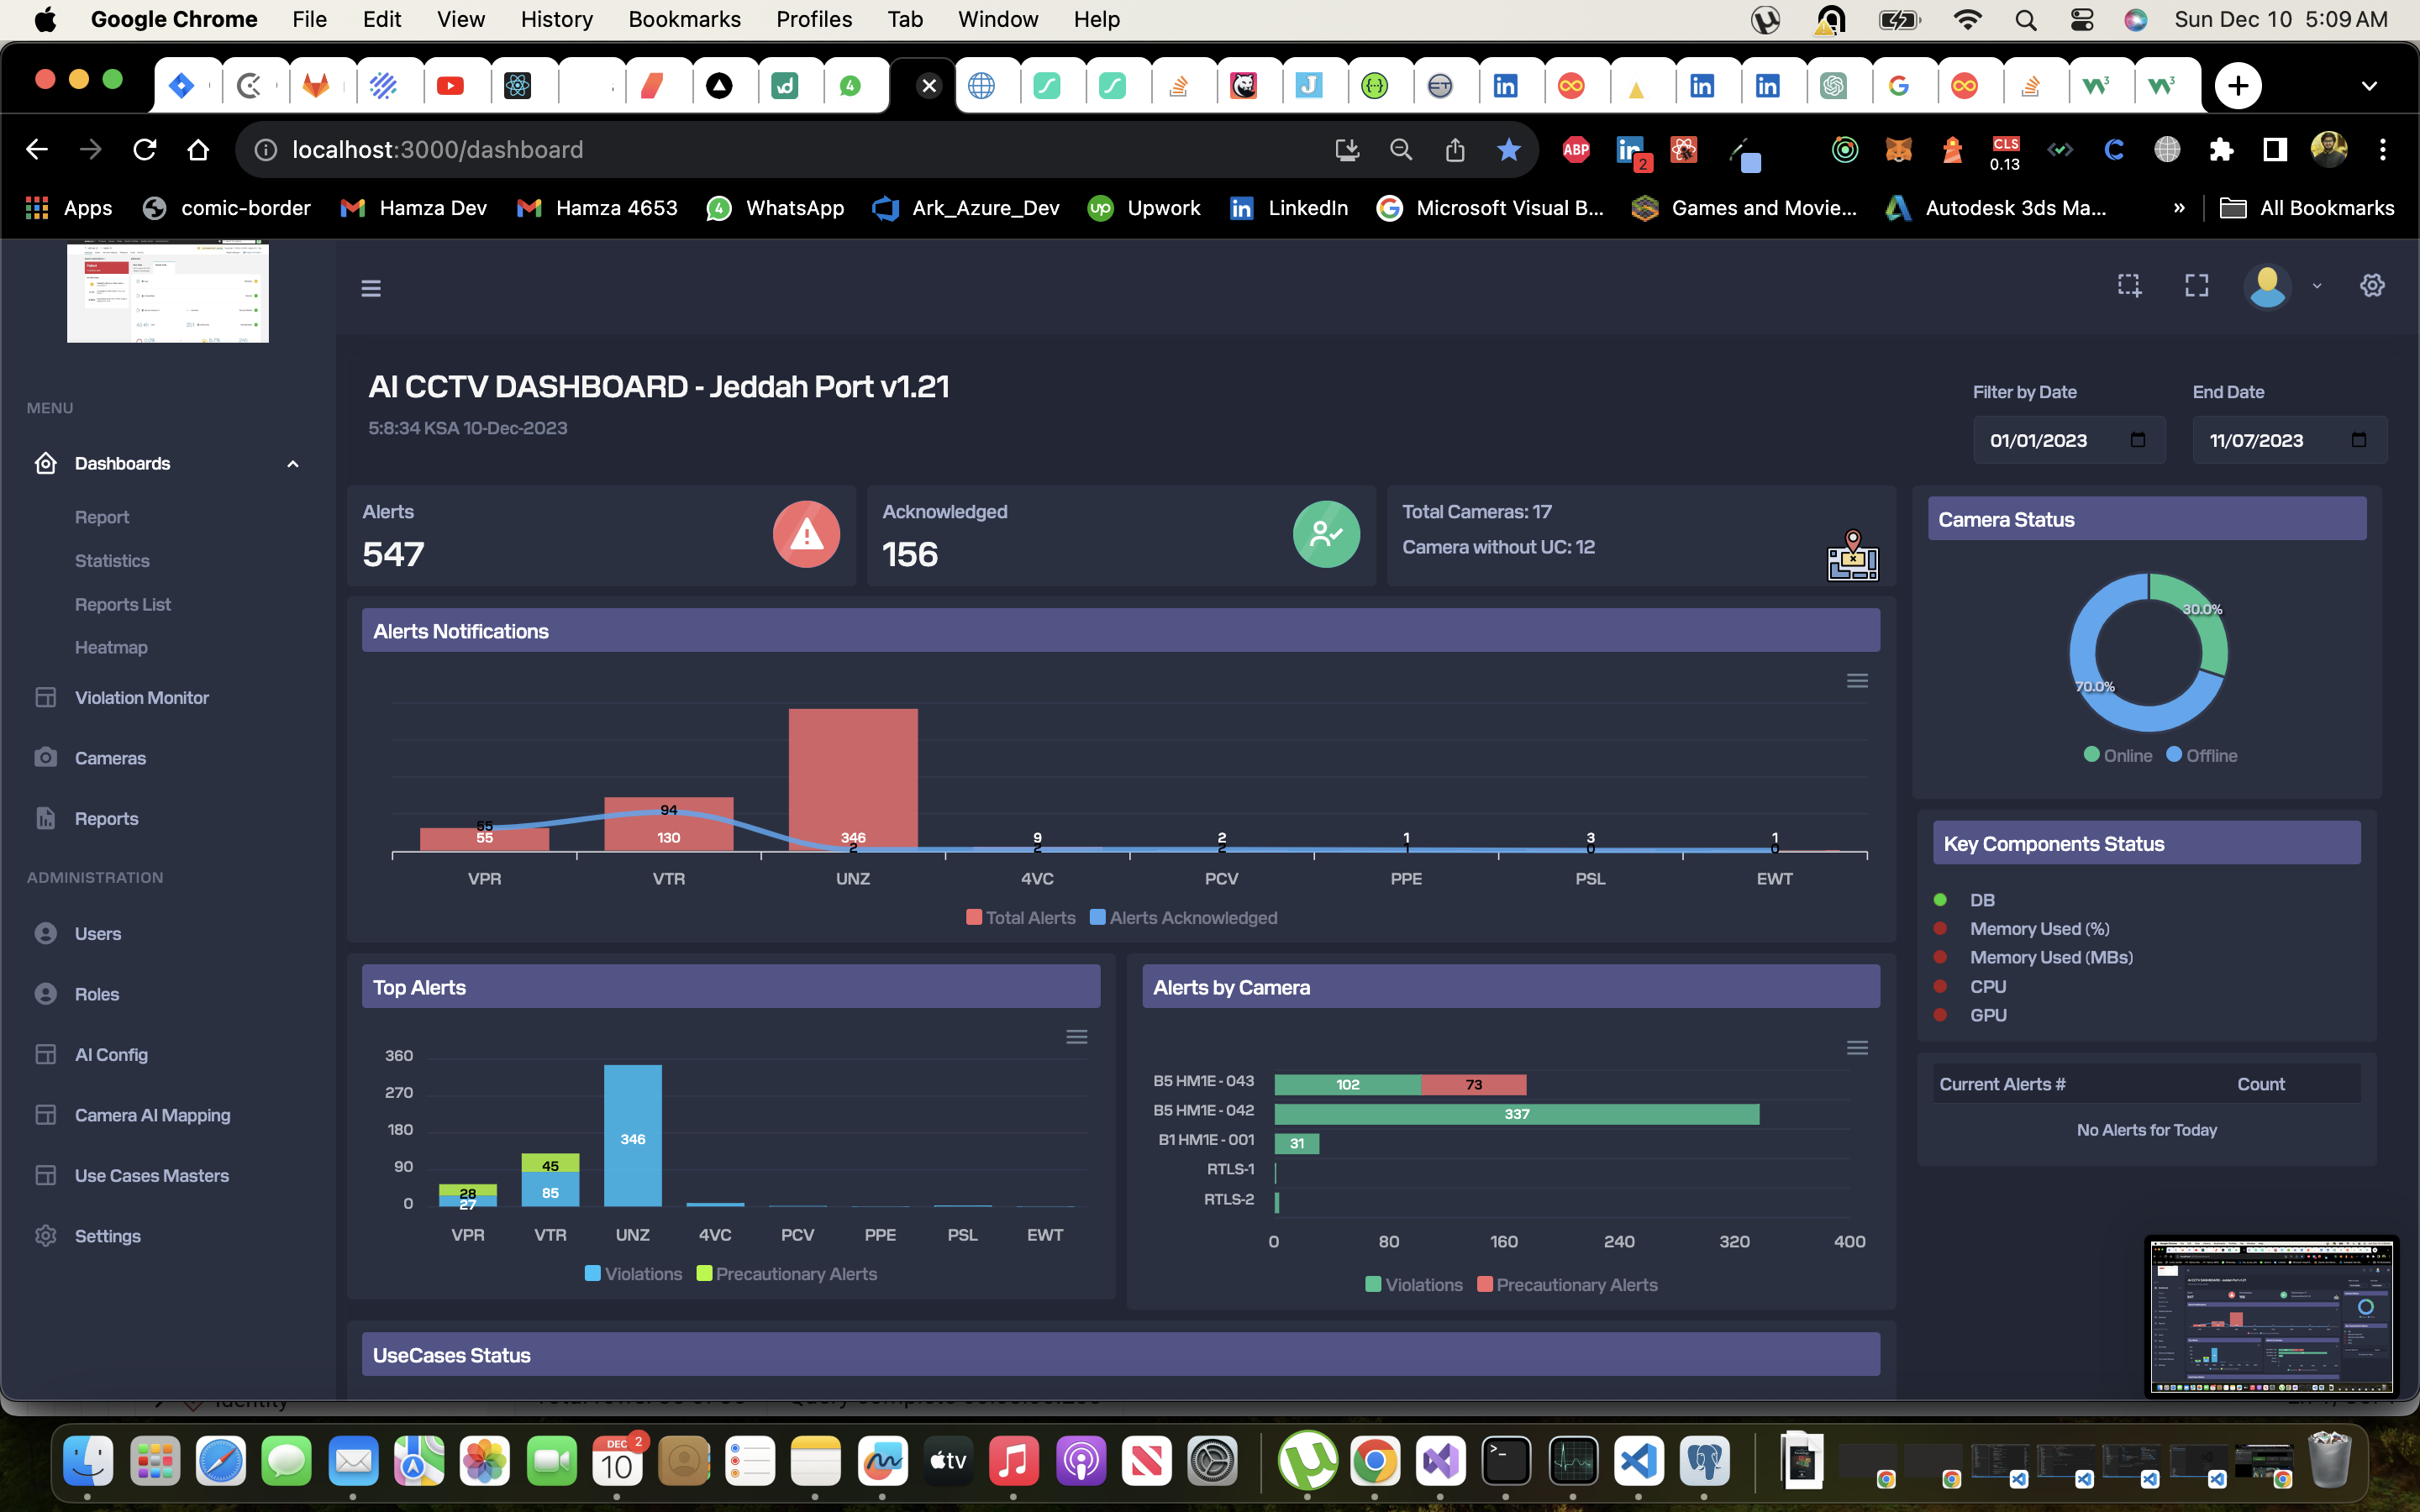 Google Chrome File Edit View History Bookmarks Profiles Tab Window Help Sun Dec 10 5:09 AM
4
localhost:3000/dashboard
ABP 2 CLS 0.13
Apps comic-border Hamza Dev Hamza 4653 WhatsApp Ark_Azure_Dev Upwork LinkedIn Microsoft Visual B... Games and Movie... Autodesk 3ds Ma... » All Bookmarks
AI CCTV DASHBOARD - Jeddah Port v1.21
5:8:34 KSA 10-Dec-2023
Filter by Date
01/01/2023
End Date
11/07/2023
MENU
Dashboards
Report
Statistics
Reports List
Heatmap
Violation Monitor
Cameras
Reports
ADMINISTRATION
Users
Roles
AI Config
Camera AI Mapping
Use Cases Masters
Settings
Alerts
547
Acknowledged
156
Total Cameras: 17
Camera without UC: 12
Alerts Notifications
55 94
55 130 346 9 2 1 3 1
2 2 2 1 0 0
VPR VTR UNZ 4VC PCV PPE PSL EWT
Total Alerts Alerts Acknowledged
Top Alerts
360
270
180
90
0
346
45
85
28
27
VPR VTR UNZ 4VC PCV PPE PSL EWT
Violations Precautionary Alerts
Alerts by Camera
B5 HM1E - 043 102 73
B5 HM1E - 042 337
B1 HM1E - 001 31
RTLS-1
RTLS-2
0 80 160 240 320 400
Violations Precautionary Alerts
UseCases Status
Camera Status
30.0%
70.0%
Online Offline
Key Components Status
DB
Memory Used (%)
Memory Used (MBs)
CPU
GPU
Current Alerts # Count
No Alerts for Today
DEC 2
10
tv